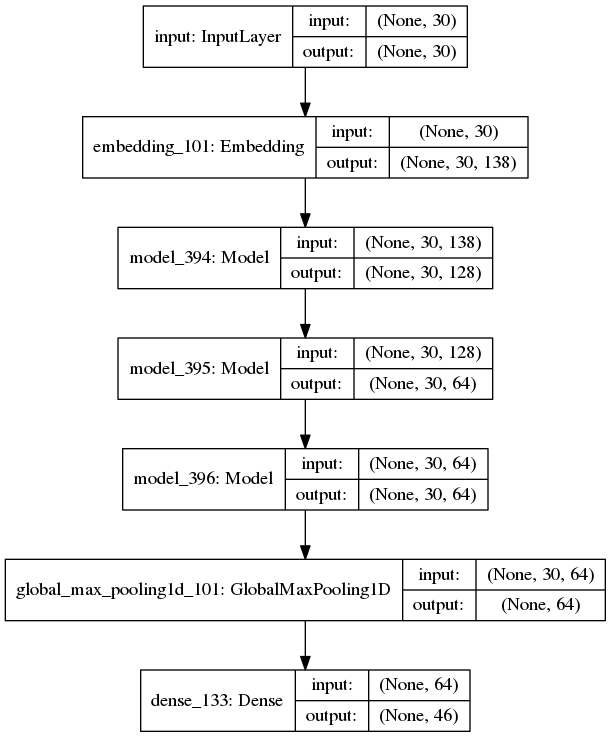 input: InputLayer
input: (None, 30)
output: (None, 30)
embedding_101: Embedding
input: (None, 30)
output: (None, 30, 138)
model_394: Model
input: (None, 30, 138)
output: (None, 30, 128)
model_395: Model
input: (None, 30, 128)
output: (None, 30, 64)
model_396: Model
input: (None, 30, 64)
output: (None, 30, 64)
global_max_pooling1d_101: GlobalMaxPooling1D
input: (None, 30, 64)
output: (None, 64)
dense_133: Dense
input: (None, 64)
output: (None, 46)